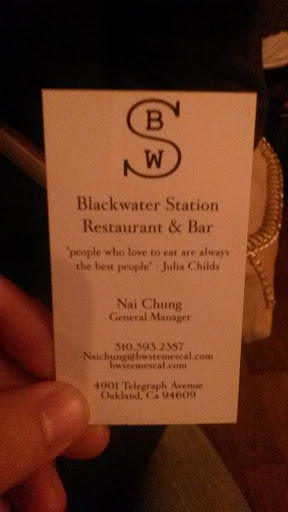 B
S
W
Blackwater Station
Restaurant & Bar
"people who love to eat are always
the best people" - Julia Childs
Nai Chung
General Manager
510.593.2387
Naichung@bwstemescal.com
bwstemescal.com
4901 Telegraph Avenue
Oakland, Ca 94609